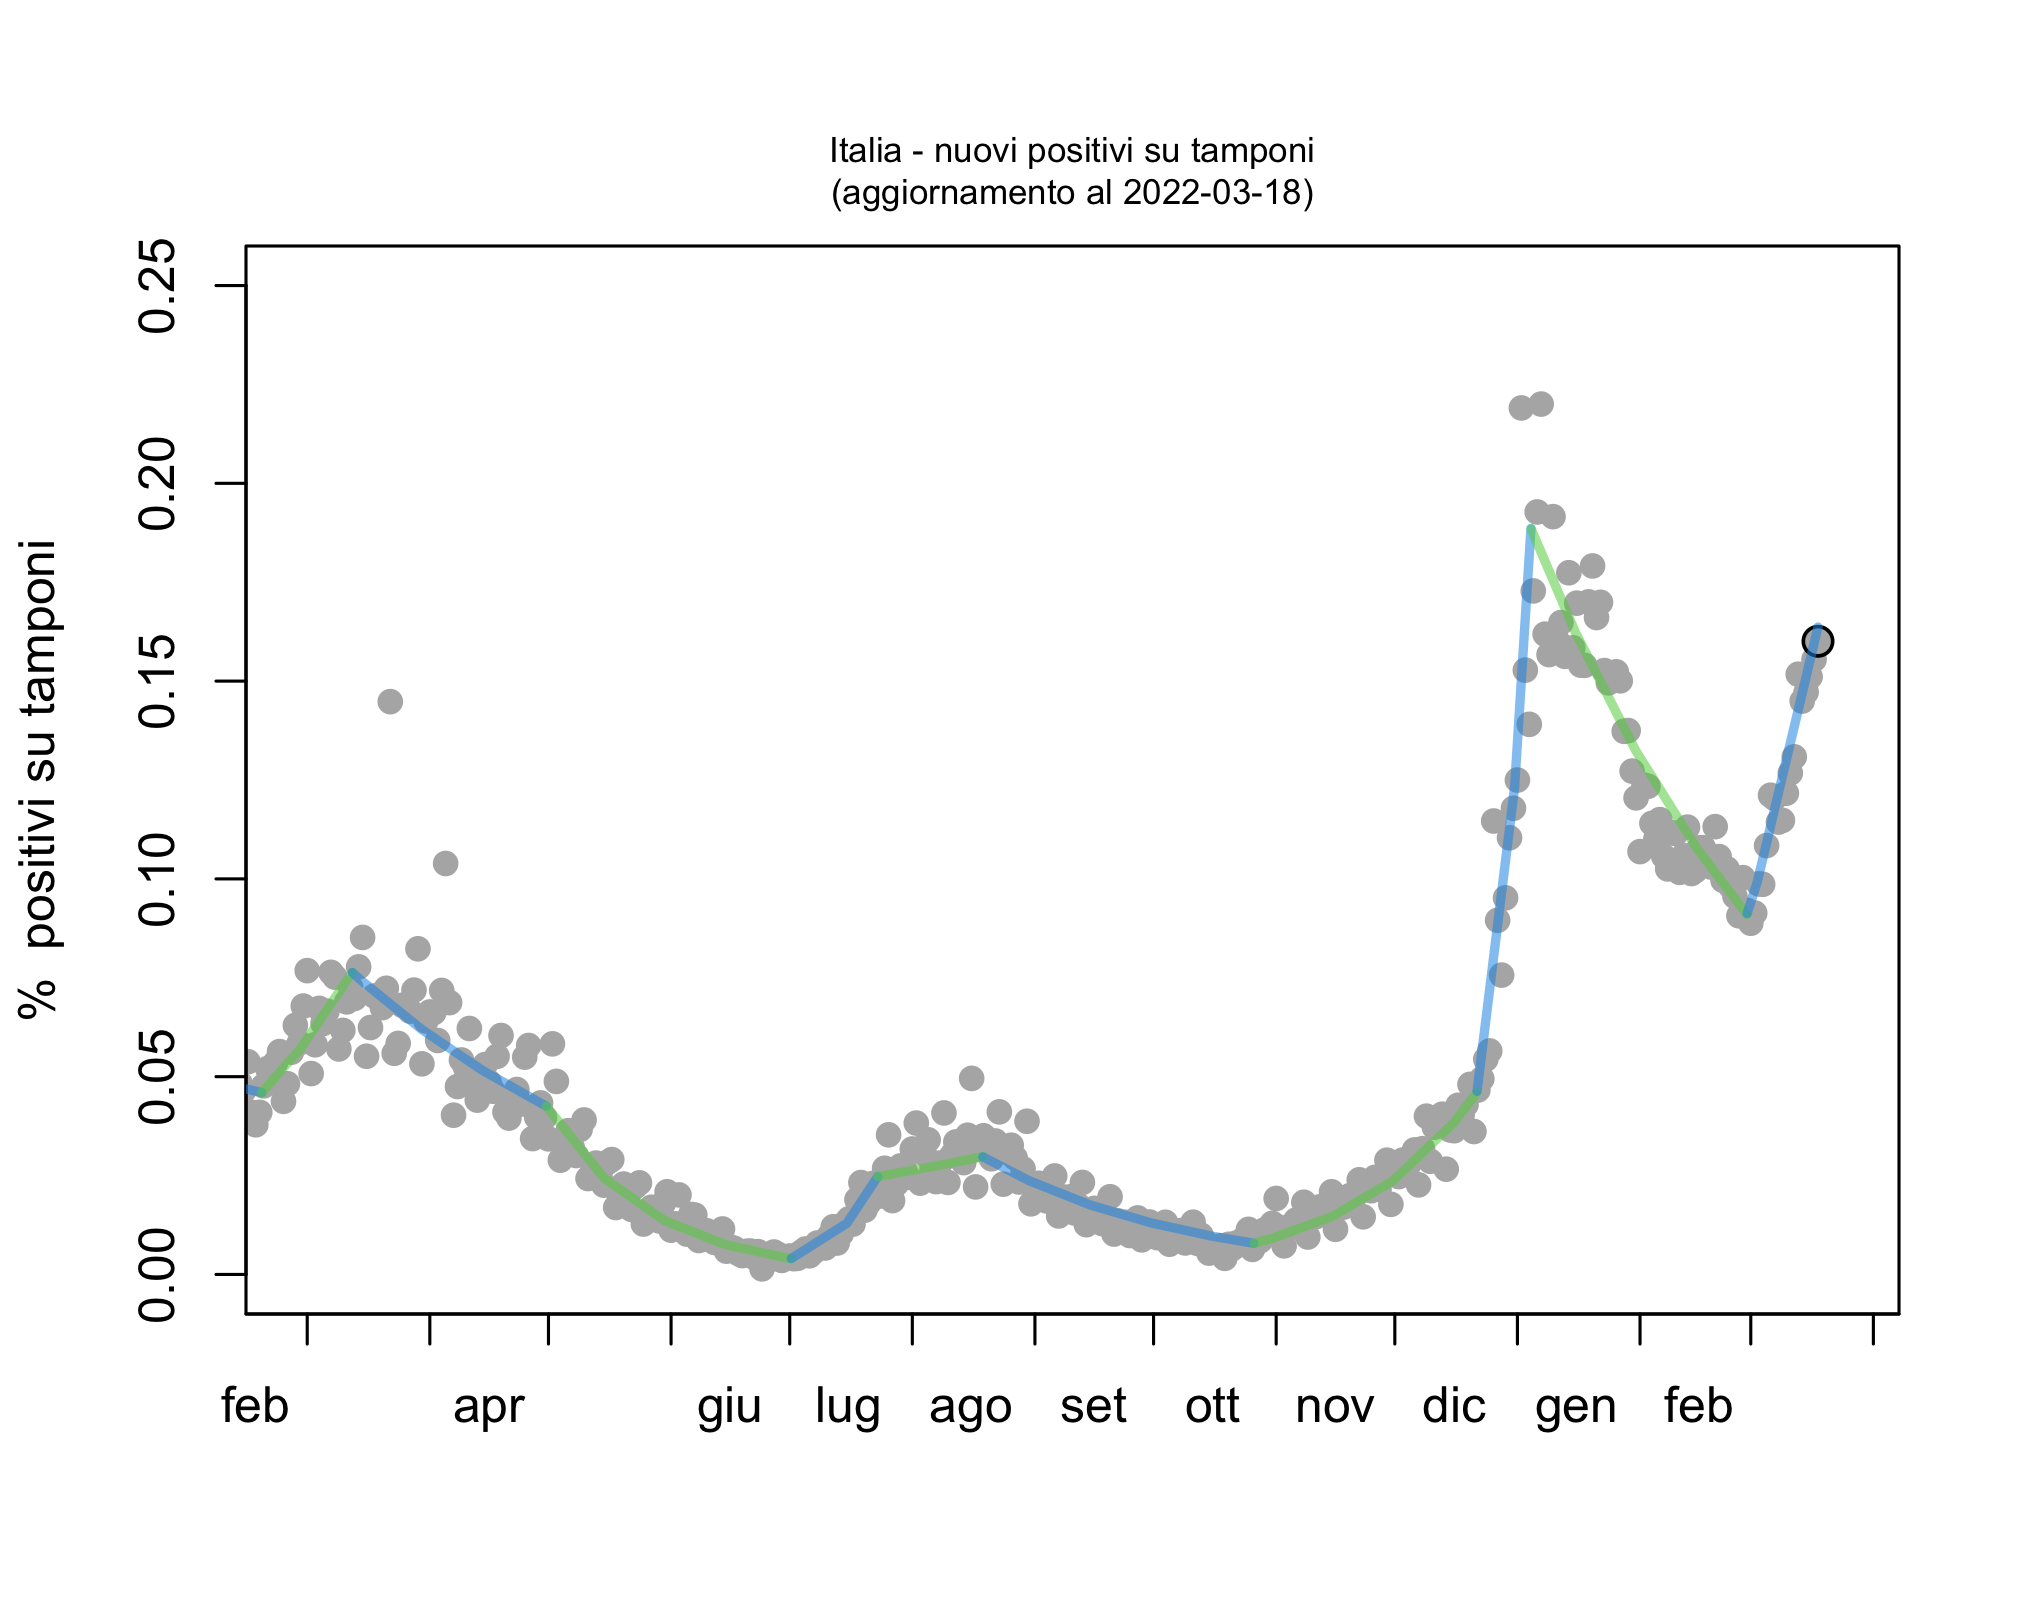 Italia - nuovi positivi su tamponi
(aggiornamento al 2022-03-18)
% positivi su tamponi
0.25
0.20
0.15
0.10
0.05
0.00
feb apr giu lug ago set ott nov dic gen feb